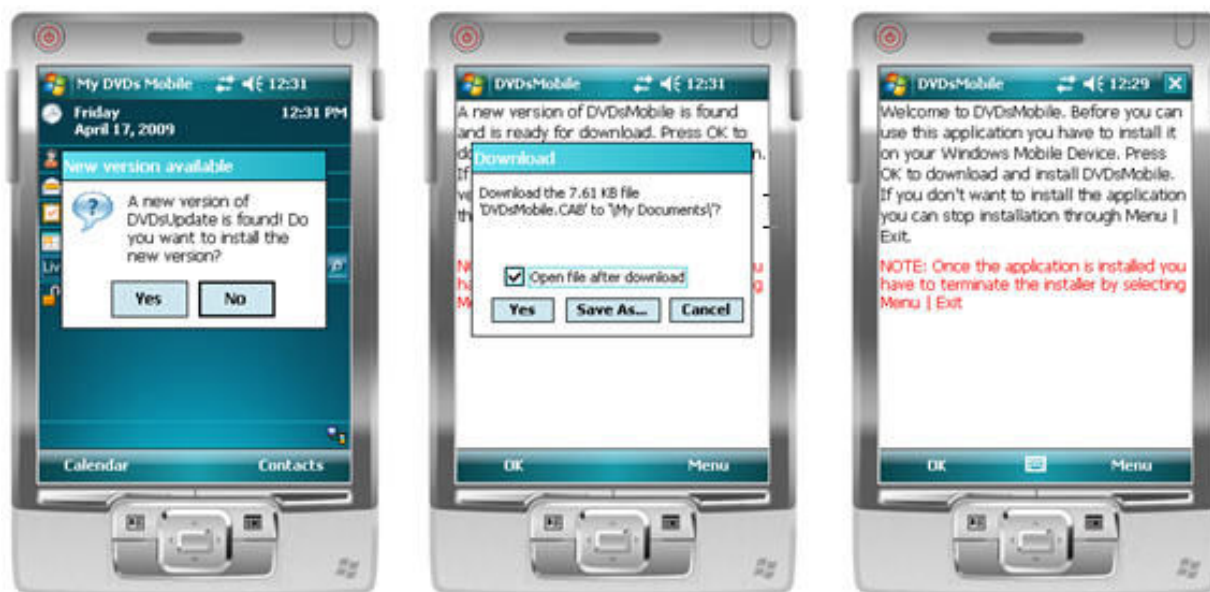 My DVDs Mobile 12:31
Friday 12:31 PM
April 17, 2009
New version available
A new version of
DVDsUpdate is found! Do
you want to install the
new version?
Liv
Yes No
Calendar Contacts
DVDsMobile 12:31
A new version of DVDsMobile is found
and is ready for download. Press OK to
Download
Download the 7.61 KB file
'DVDsMobile.CAB' to '\My Documents\'?
Open file after download
Yes Save As... Cancel
OK Menu
DVDsMobile 12:29
Welcome to DVDsMobile. Before you can
use this application you have to install it
on your Windows Mobile Device. Press
OK to download and install DVDsMobile.
If you don't want to install the application
you can stop installation through Menu |
Exit.
NOTE: Once the application is installed you
have to terminate the installer by selecting
Menu | Exit
OK Menu